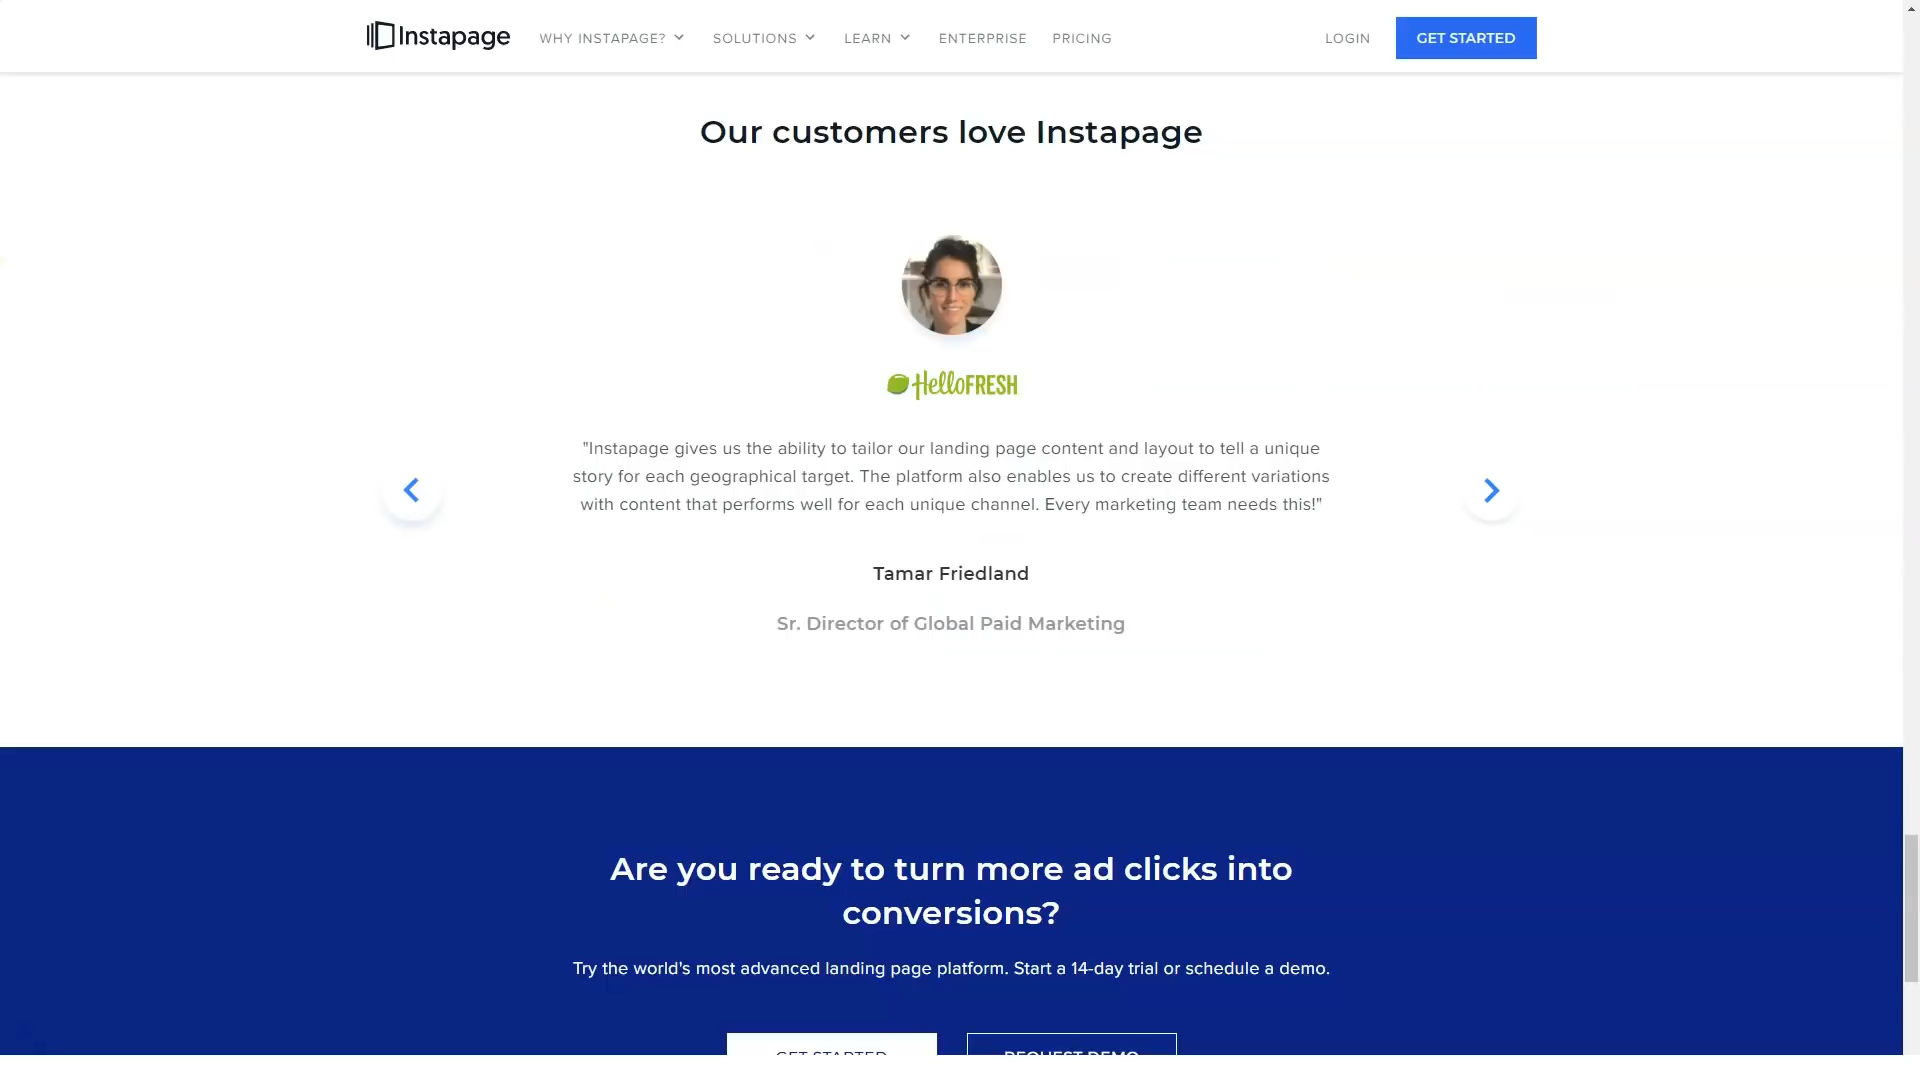 Instapage WHY INSTAPAGE? SOLUTIONS LEARN ENTERPRISE PRICING LOGIN GET STARTED
Our customers love Instapage
HelloFRESH
"Instapage gives us the ability to tailor our landing page content and layout to tell a unique
story for each geographical target. The platform also enables us to create different variations
with content that performs well for each unique channel. Every marketing team needs this!"
Tamar Friedland
Sr. Director of Global Paid Marketing
Are you ready to turn more ad clicks into
conversions?
Try the world's most advanced landing page platform. Start a 14-day trial or schedule a demo.
GET STARTED REQUEST DEMO